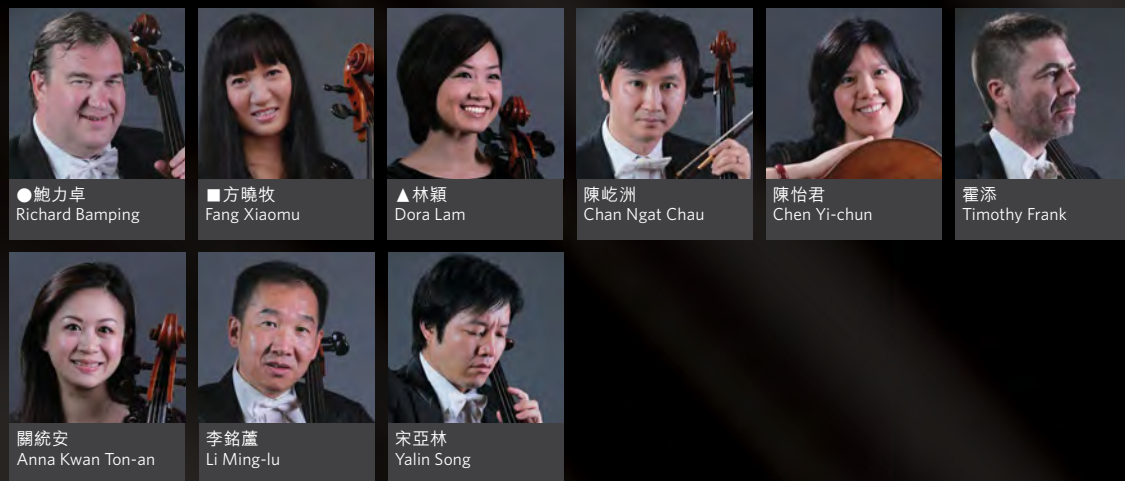 ●鮑力卓
Richard Bamping
■方曉牧
Fang Xiaomu
▲林穎
Dora Lam
陳屹洲
Chan Ngat Chau
陳怡君
Chen Yi-chun
霍添
Timothy Frank
關統安
Anna Kwan Ton-an
李銘蘆
Li Ming-lu
宋亞林
Yalin Song